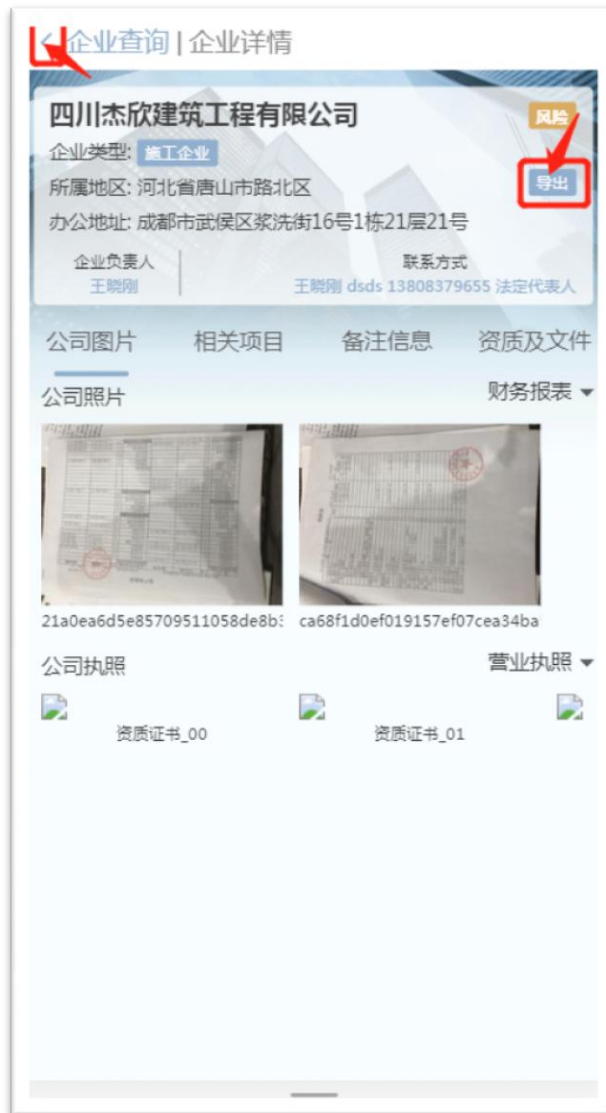 < 企业查询 | 企业详情
四川杰欣建筑工程有限公司
风险
企业类型: 施工企业
所属地区: 河北省唐山市路北区
导出
办公地址: 成都市武侯区浆洗街16号1栋21层21号
企业负责人
联系方式
王晓刚
王晓刚 dsds 13808379655 法定代表人
公司图片 相关项目 备注信息 资质及文件
公司照片 财务报表
21a0ea6d5e85709511058de8b3 ca68f1d0ef019157ef07cea34ba
公司执照 营业执照
资质证书_00 资质证书_01